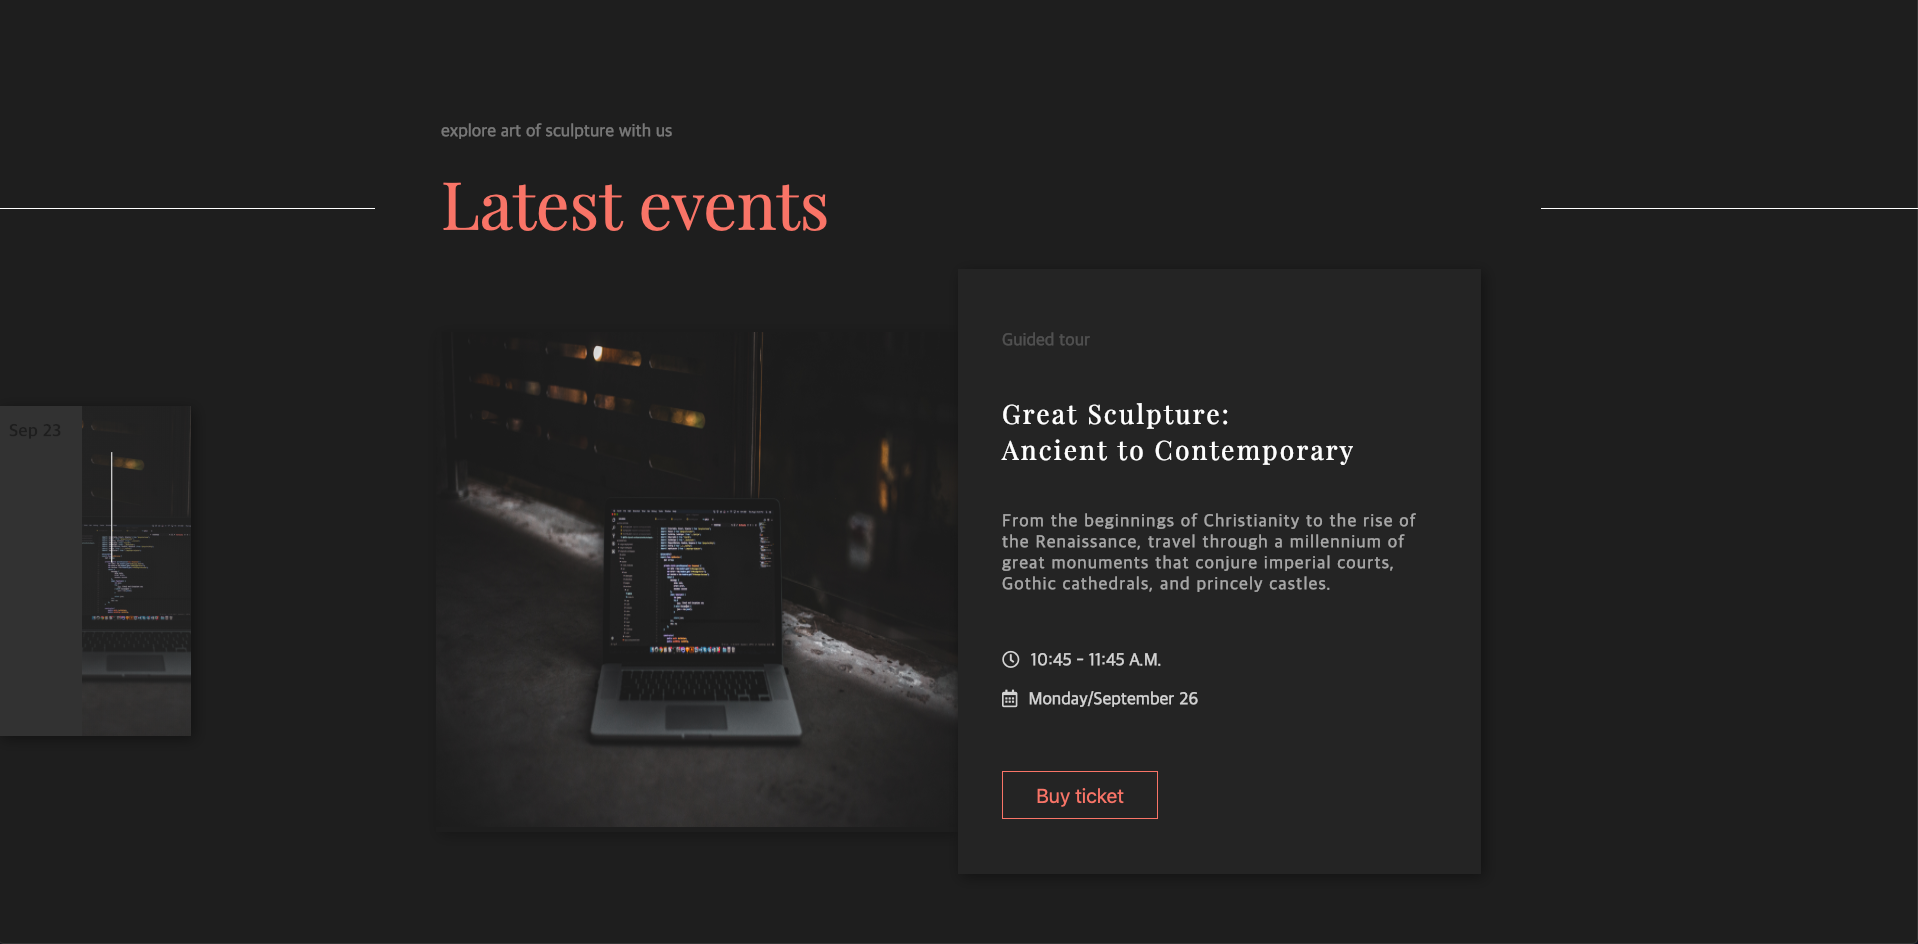 explore art of sculpture with us
Latest events
Sep 23
Guided tour
Great Sculpture:
Ancient to Contemporary
From the beginnings of Christianity to the rise of
the Renaissance, travel through a millennium of
great monuments that conjure imperial courts,
Gothic cathedrals, and princely castles.
10:45 - 11:45 A.M.
Monday/September 26
Buy ticket